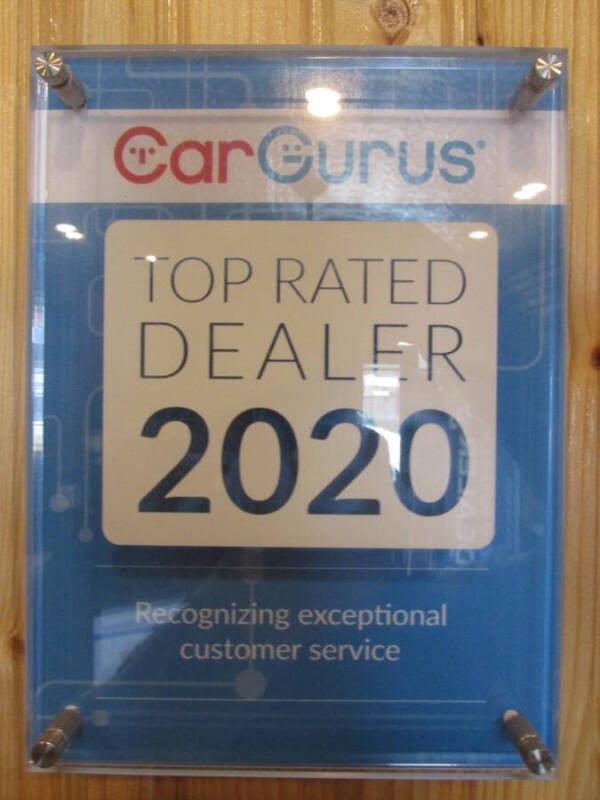 CarGurus®
TOP RATED
DEALER
2020
Recognizing exceptional
customer service